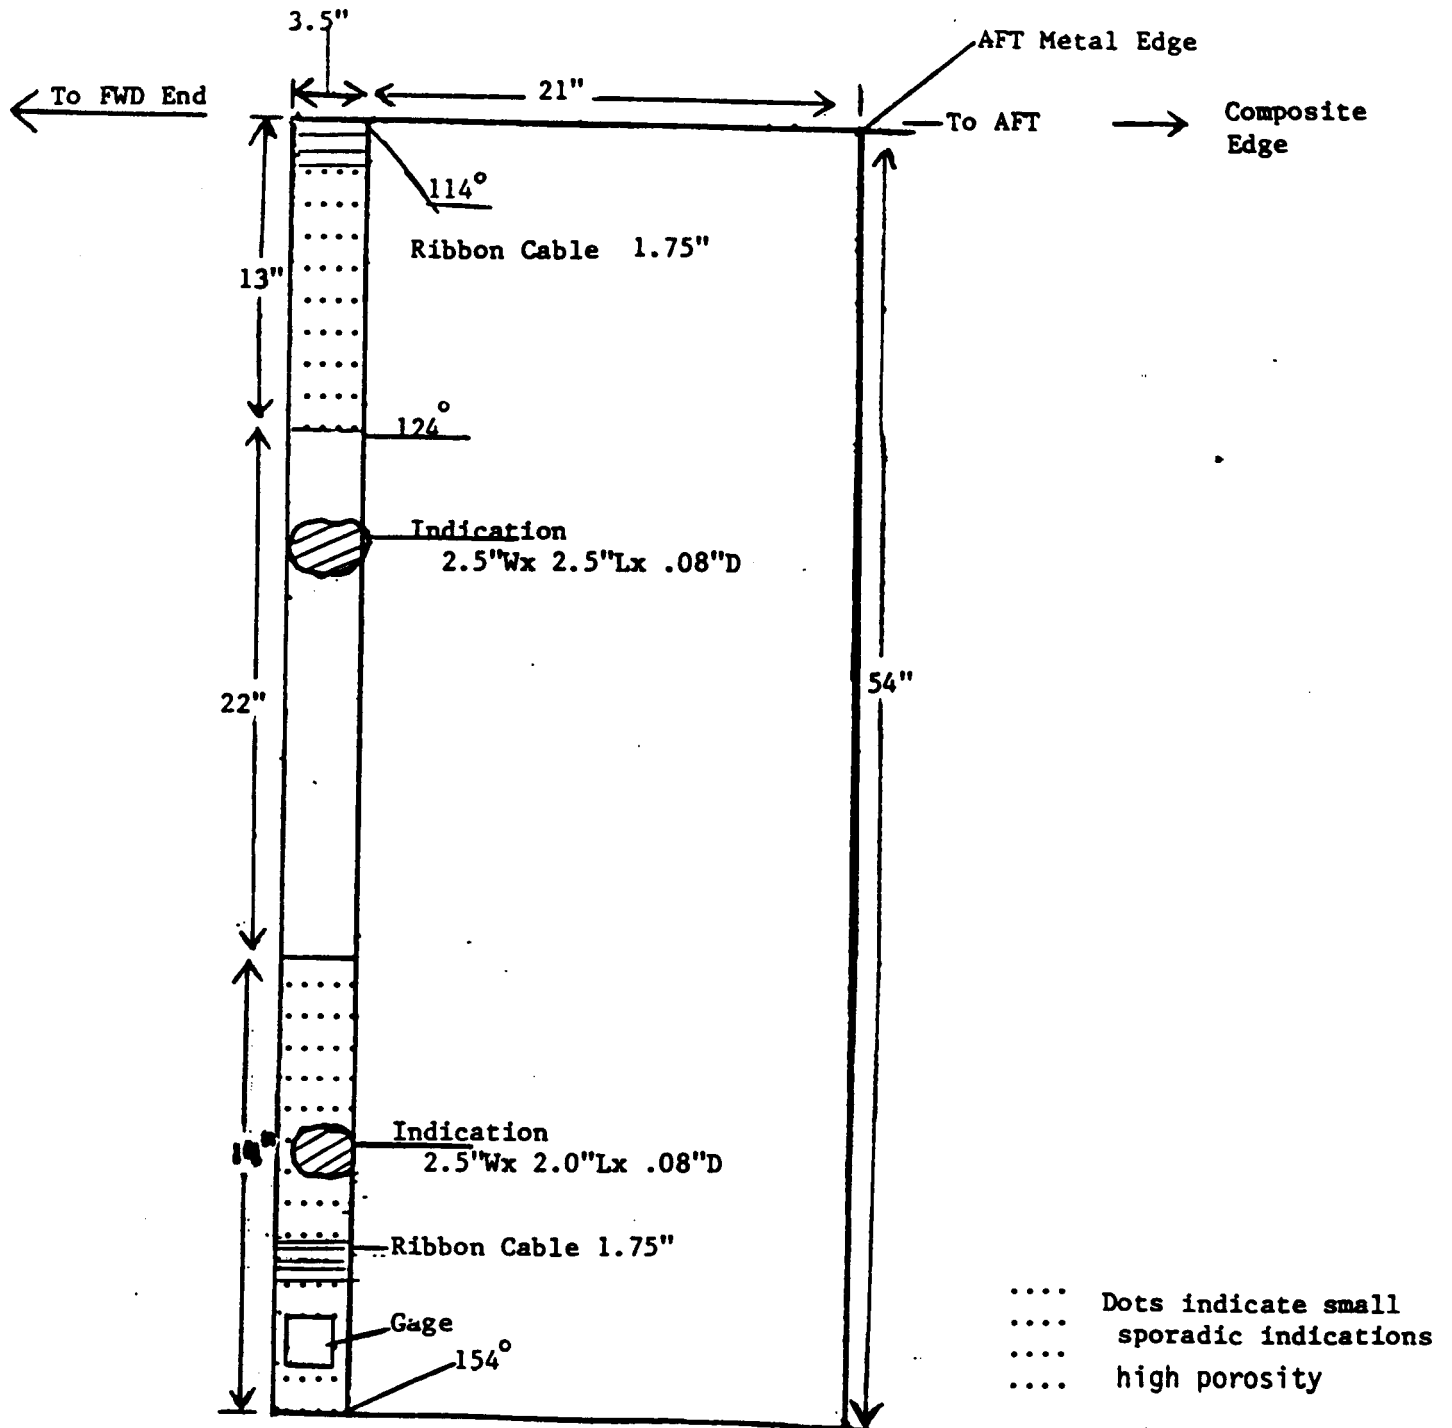 3.5"
AFT Metal Edge
To FWD End
21"
To AFT
Composite
Edge
114°
Ribbon Cable 1.75"
13"
124°
Indication
2.5"Wx 2.5"Lx .08"D
22"
54"
Indication
2.5"Wx 2.0"Lx .08"D
Ribbon Cable 1.75"
Gage
154°
Dots indicate small
sporadic indications
high porosity